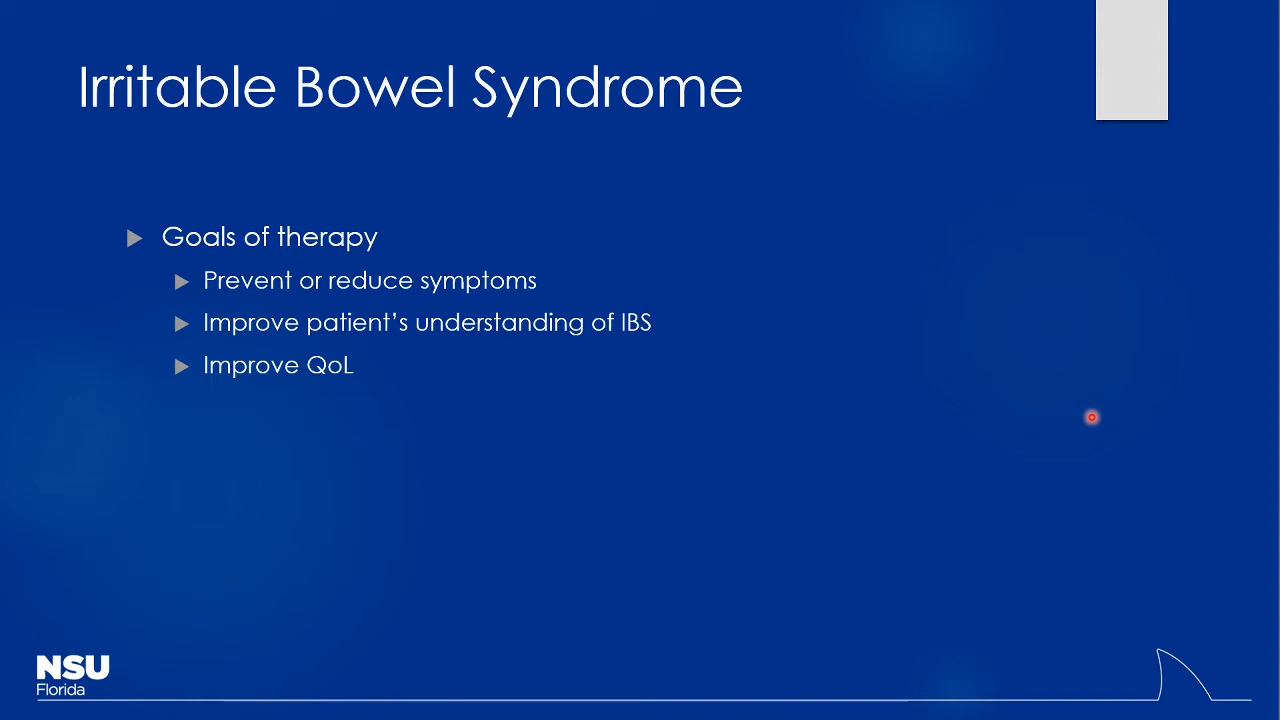 Irritable Bowel Syndrome
Goals of therapy
Prevent or reduce symptoms
Improve patient’s understanding of IBS
Improve QoL
NSU
Florida